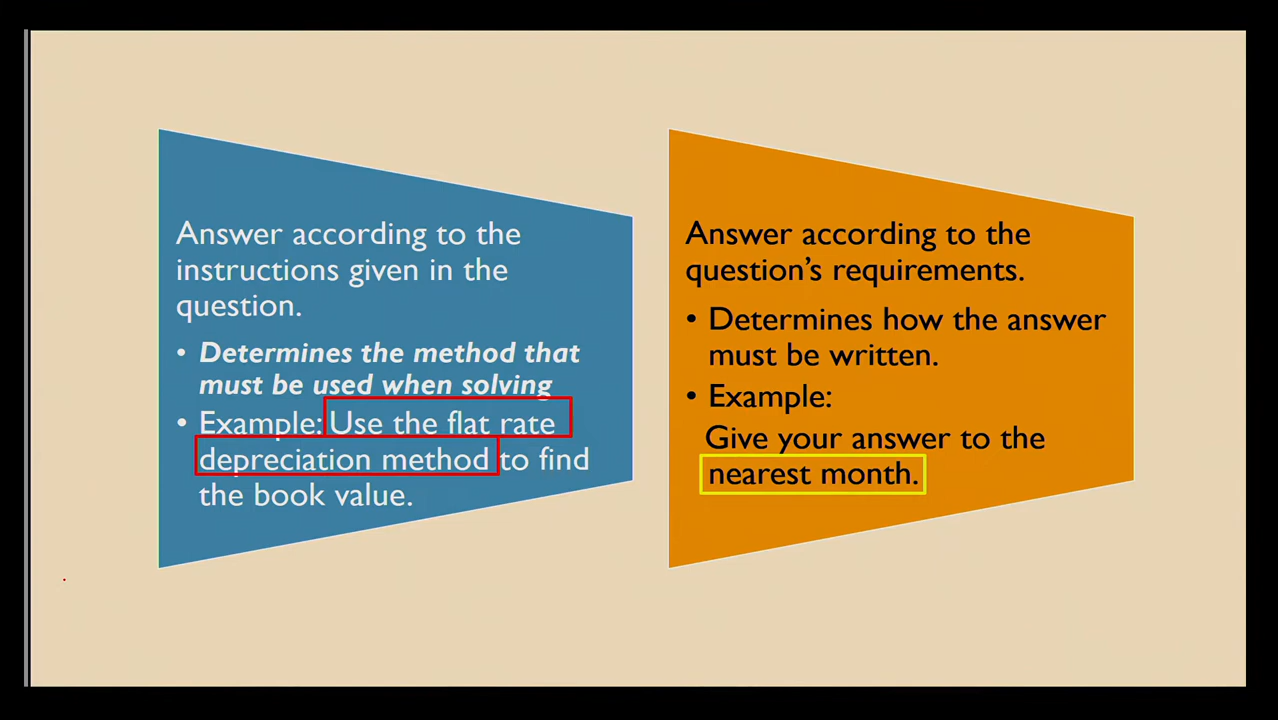 Answer according to the
instructions given in the
question.
• Determines the method that
must be used when solving
• Example: Use the flat rate
depreciation method to find
the book value.
Answer according to the
question’s requirements.
• Determines how the answer
must be written.
• Example:
Give your answer to the
nearest month.